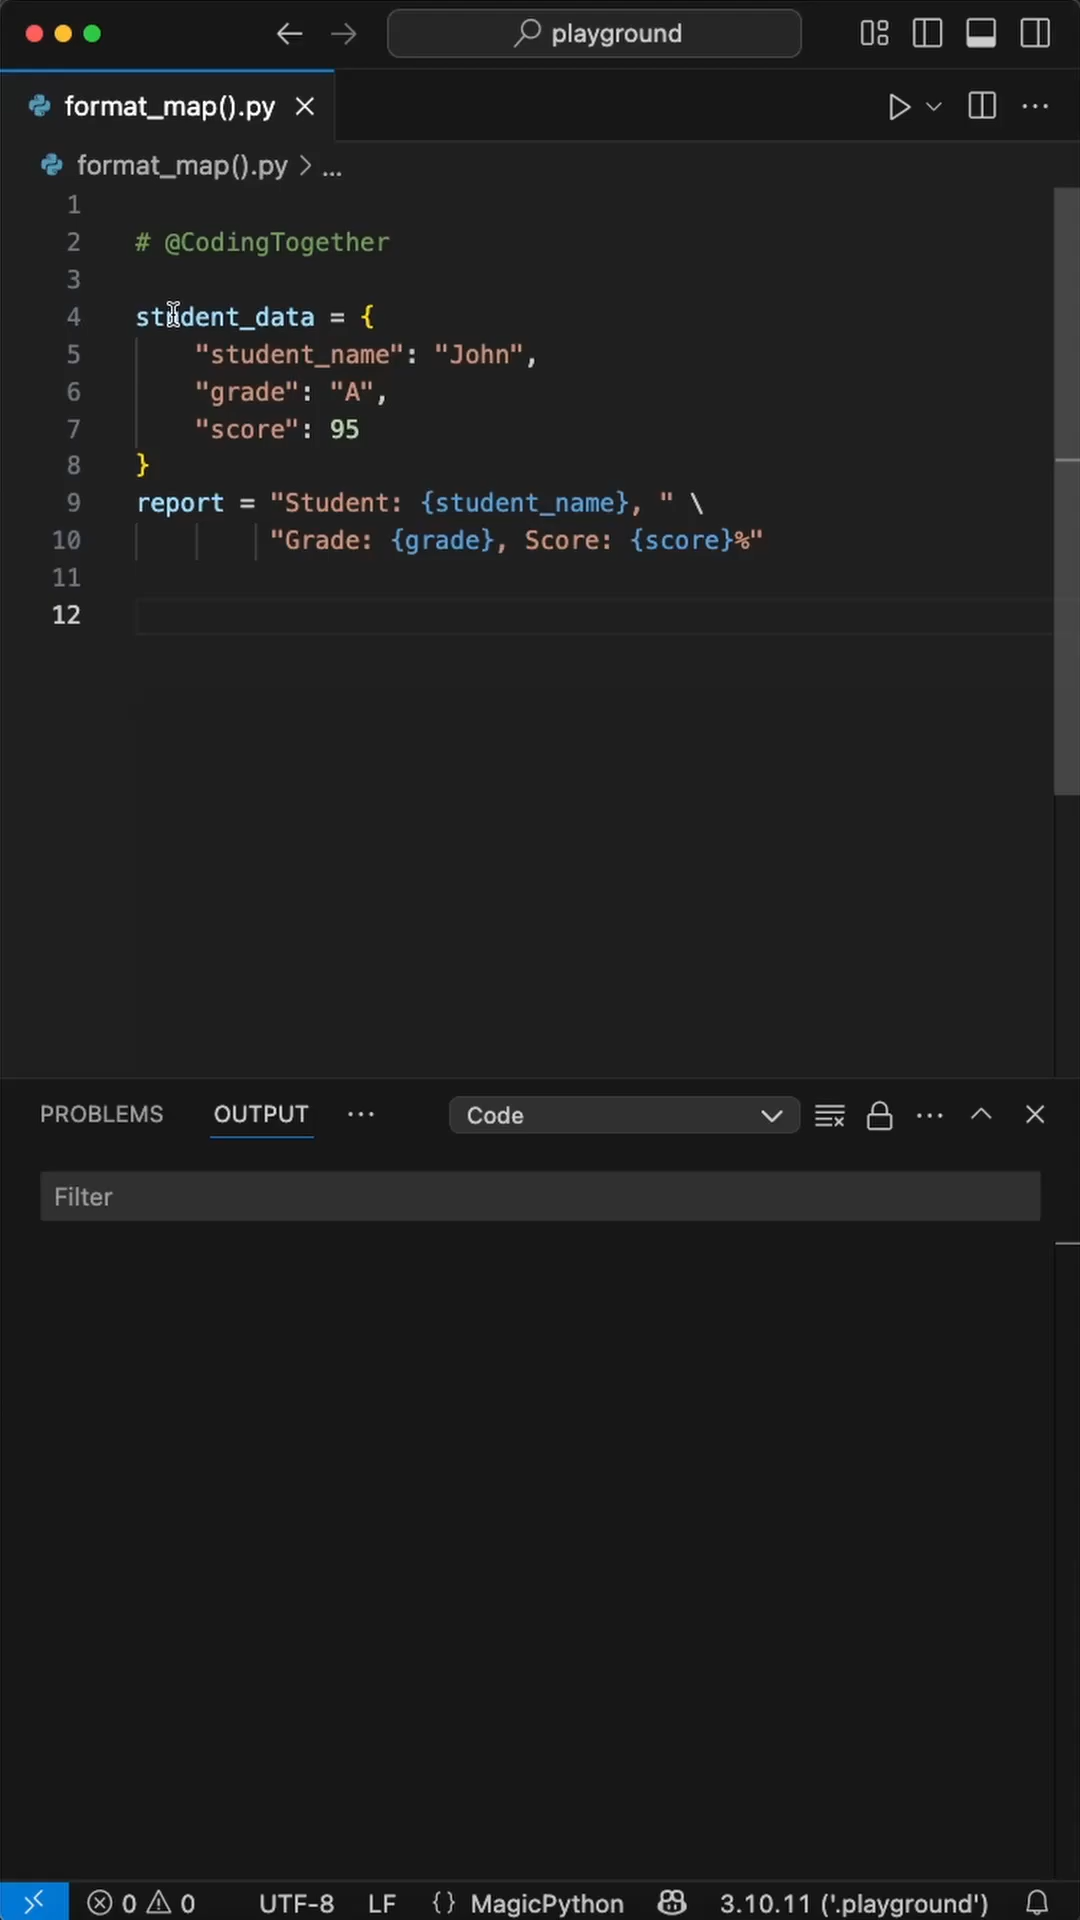 playground
format_map().py
format_map().py > ...
1
2 # @CodingTogether
3
4 student_data = {
5 "student_name": "John",
6 "grade": "A",
7 "score": 95
8 }
9 report = "Student: {student_name}, " \
10 "Grade: {grade}, Score: {score}%"
11
12
PROBLEMS OUTPUT ... Code
Filter
0 0 UTF-8 LF {} MagicPython 3.10.11 ('.playground')